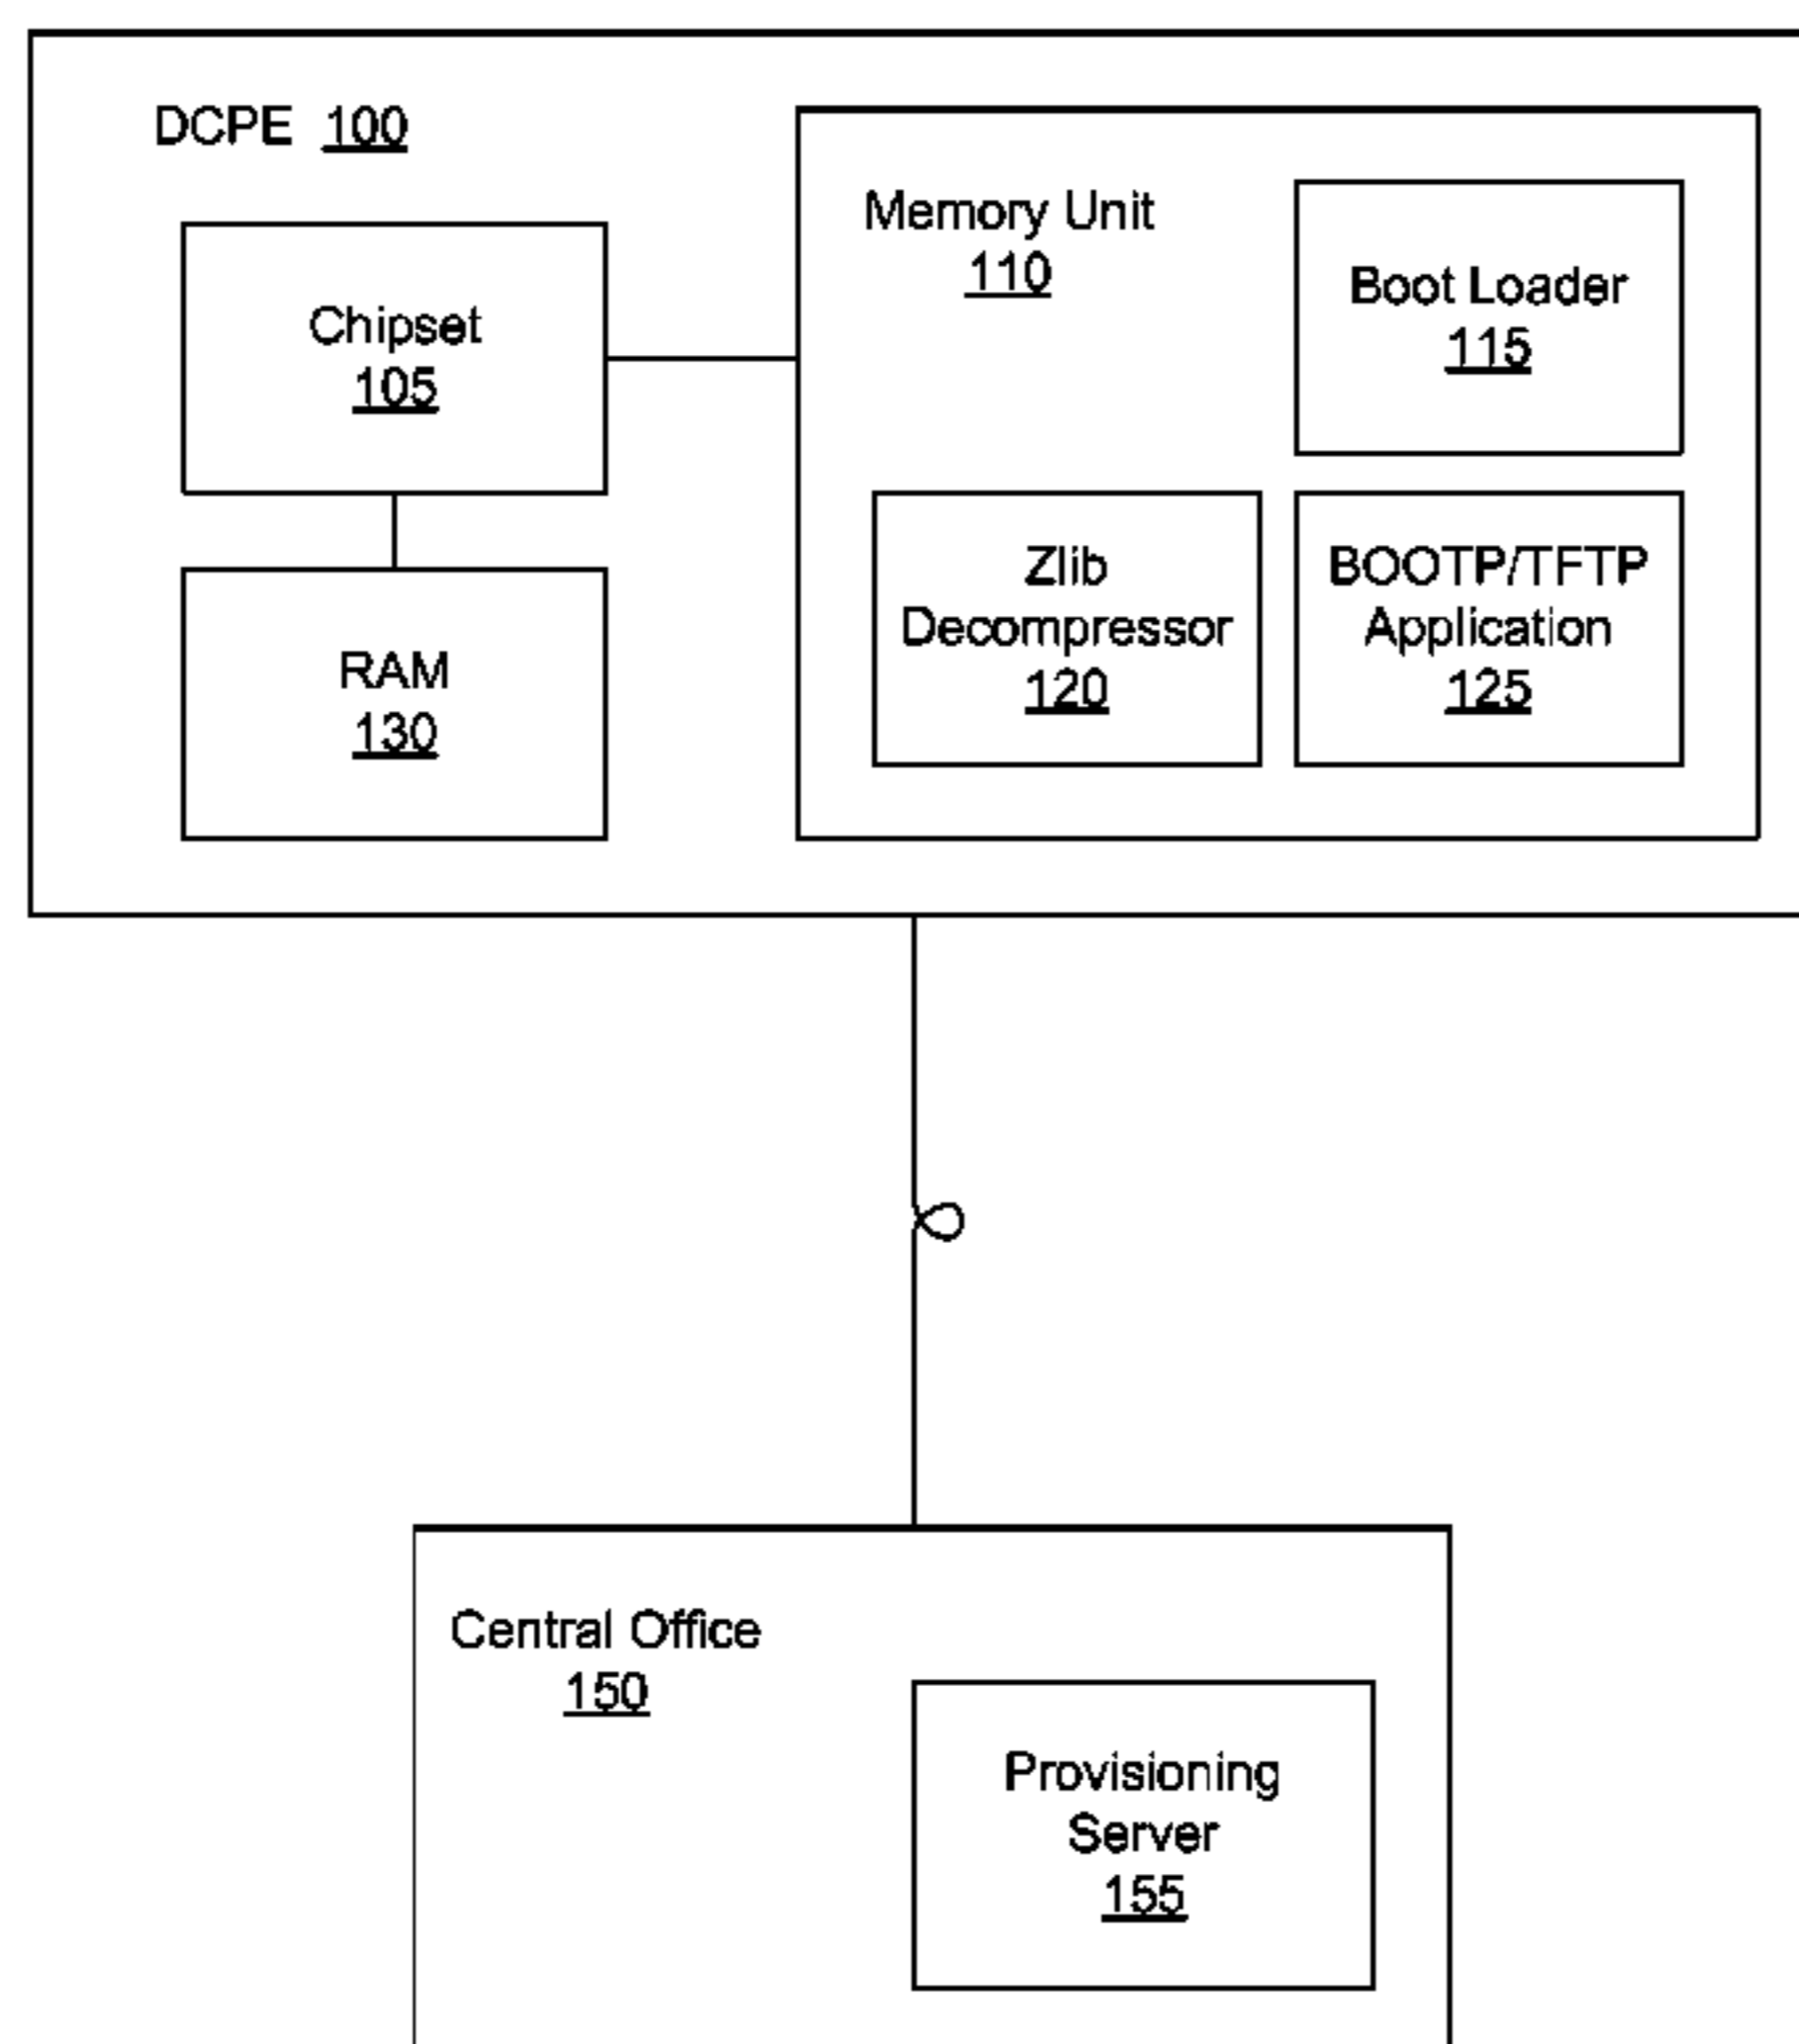 DCPE 100
Memory Unit
110
Boot Loader
115
Chipset
105
Zlib
Decompressor
120
BOOTP/TFTP
Application
125
RAM
130
Central Office
150
Provisioning
Server
155